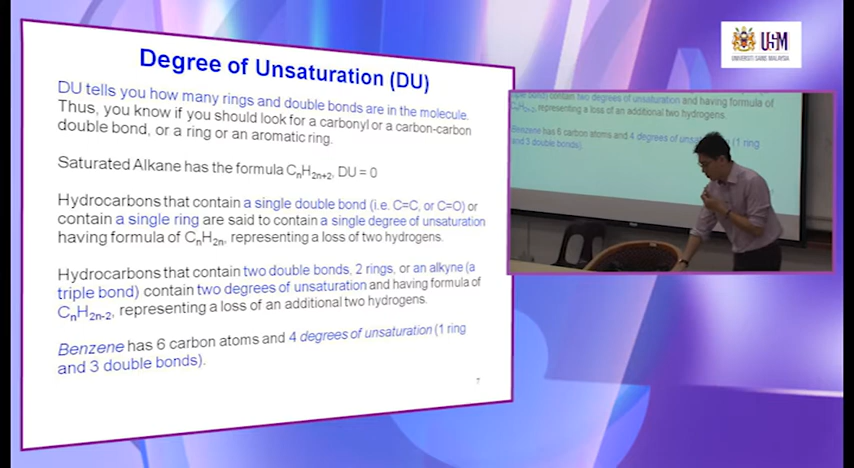 Degree of Unsaturation (DU)
DU tells you how many rings and double bonds are in the molecule.
Thus, you know if you should look for a carbonyl or a carbon-carbon
double bond, or a ring or an aromatic ring.
Saturated Alkane has the formula CnH2n+2, DU = 0
Hydrocarbons that contain a single double bond (i.e. C=C, or C=O) or
contain a single ring are said to contain a single degree of unsaturation
having formula of CnH2n, representing a loss of two hydrogens.
Hydrocarbons that contain two double bonds, 2 rings, or an alkyne (a
triple bond) contain two degrees of unsaturation and having formula of
CnH2n-2, representing a loss of an additional two hydrogens.
Benzene has 6 carbon atoms and 4 degrees of unsaturation (1 ring
and 3 double bonds).
7
USM
UNIVERSITI SAINS MALAYSIA
triple bond) contain two degrees of unsaturation and having formula of
CnH2n-2, representing a loss of an additional two hydrogens.
Benzene has 6 carbon atoms and 4 degrees of (1 ring
and 3 double bonds)